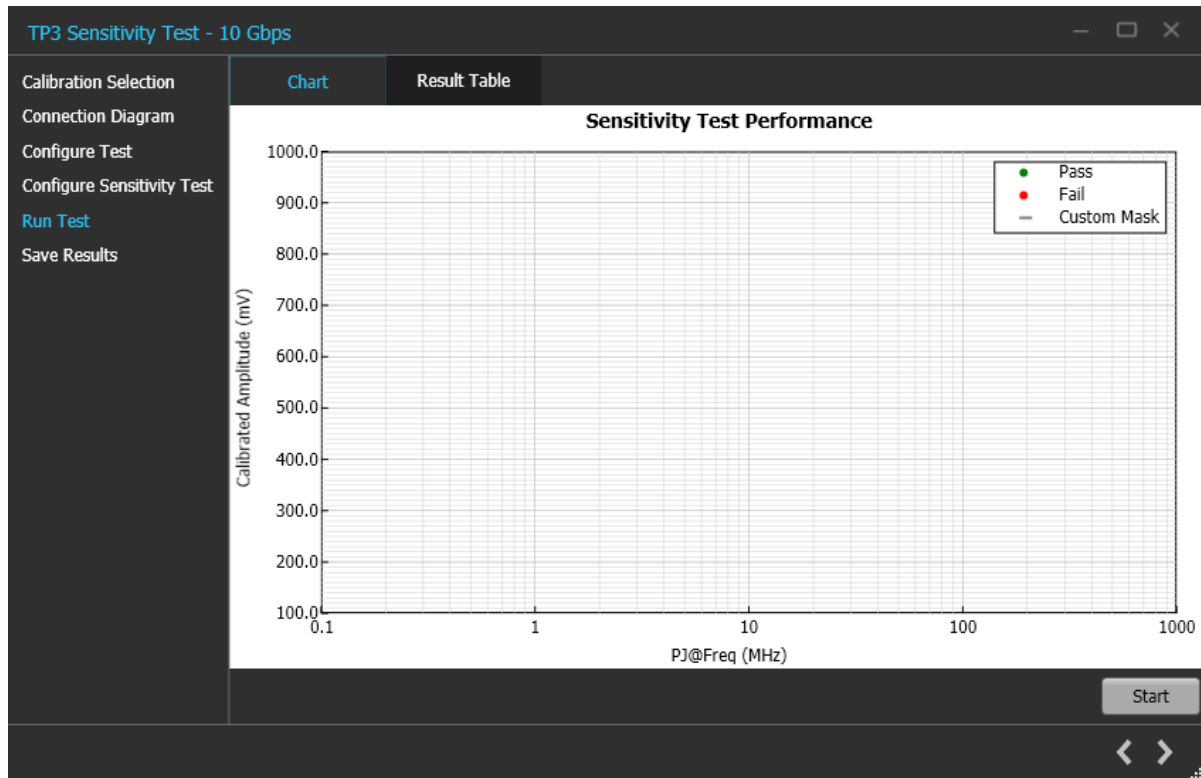 TP3 Sensitivity Test - 10 Gbps
Calibration Selection
Connection Diagram
Configure Test
Configure Sensitivity Test
Run Test
Save Results
Chart
Result Table
Sensitivity Test Performance
Pass
Fail
Custom Mask
Calibrated Amplitude (mV)
1000.0
900.0
800.0
700.0
600.0
500.0
400.0
300.0
200.0
100.0
0.1
1
10
100
1000
PJ@Freq (MHz)
Start